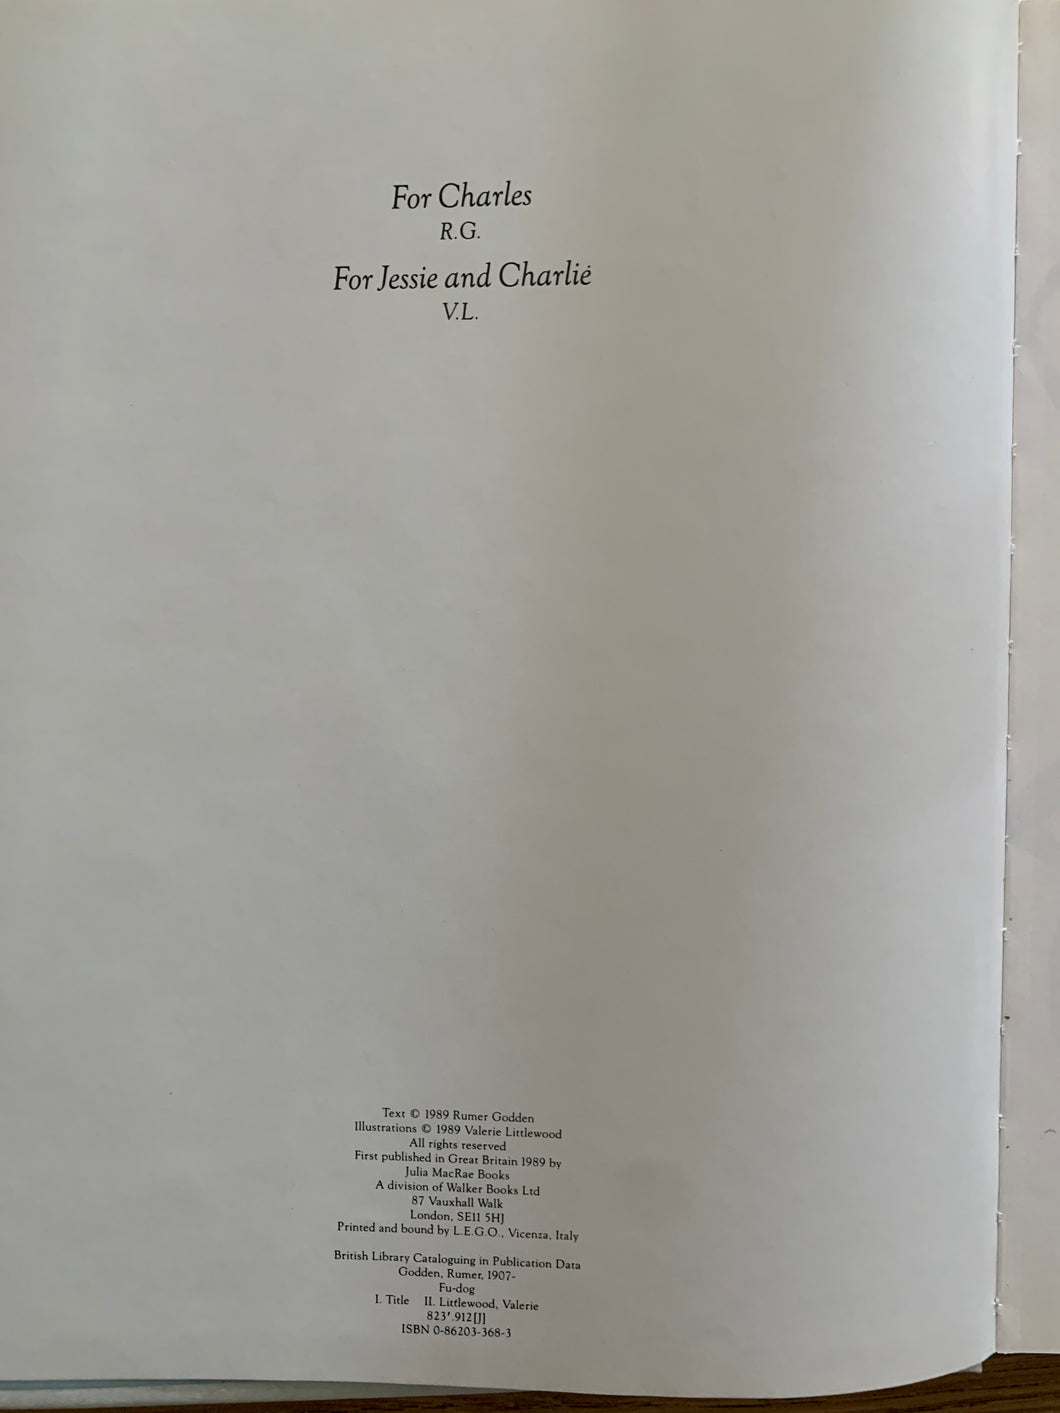 For Charles
R.G.
For Jessie and Charlie
V.L.
Text © 1989 Rumer Godden
Illustrations © 1989 Valerie Littlewood
All rights reserved
First published in Great Britain 1989 by
Julia MacRae Books
A division of Walker Books Ltd
87 Vauxhall Walk
London, SE11 5HJ
Printed and bound by L.E.G.O., Vicenza, Italy
British Library Cataloguing in Publication Data
Godden, Rumer, 1907-
Fu-dog
I. Title II. Littlewood, Valerie
823'.912[J]
ISBN 0-86203-368-3